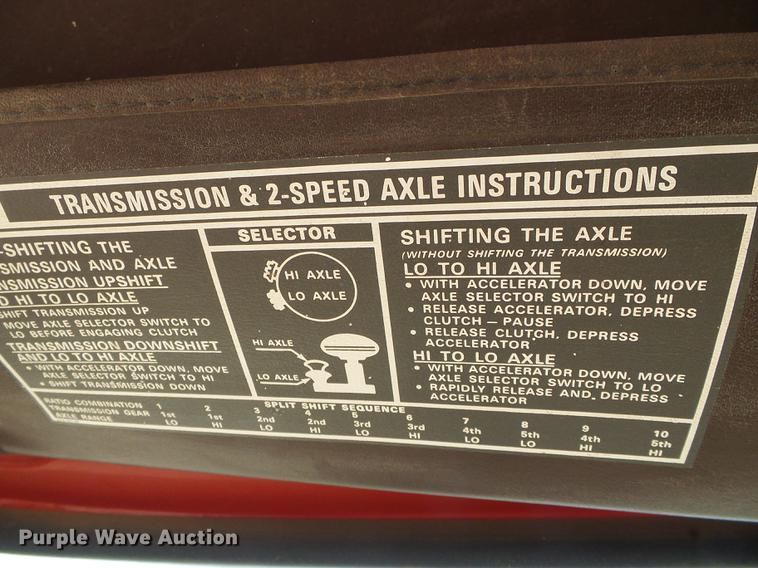 TRANSMISSION & 2-SPEED AXLE INSTRUCTIONS
-SHIFTING THE
SMISSION AND AXLE
NSMISSION UPSHIFT
D HI TO LO AXLE
SHIFT TRANSMISSION UP
MOVE AXLE SELECTOR SWITCH TO
LO BEFORE ENGAGING CLUTCH
TRANSMISSION DOWNSHIFT
AND LO TO HI AXLE
• WITH ACCELERATOR DOWN, MOVE
AXLE SELECTOR SWITCH TO HI
• SHIFT TRANSMISSION DOWN
SELECTOR
HI AXLE
LO AXLE
HI AXLE
LO AXLE
SHIFTING THE AXLE
(WITHOUT SHIFTING THE TRANSMISSION)
LO TO HI AXLE
• WITH ACCELERATOR DOWN, MOVE
AXLE SELECTOR SWITCH TO HI
• RELEASE ACCELERATOR, DEPRESS
CLUTCH — PAUSE
• RELEASE CLUTCH, DEPRESS
ACCELERATOR
HI TO LO AXLE
• WITH ACCELERATOR DOWN, MOVE
AXLE SELECTOR SWITCH TO LO
• RAPIDLY RELEASE AND DEPRESS
ACCELERATOR
SPLIT SHIFT SEQUENCE
RATIO COMBINATION 1 2 3 4 5 6 7 8 9 10
TRANSMISSION GEAR 1st 1st 2nd 2nd 3rd 3rd 4th 5th 4th 5th
AXLE RANGE LO HI LO HI LO HI LO LO HI HI
Purple Wave Auction